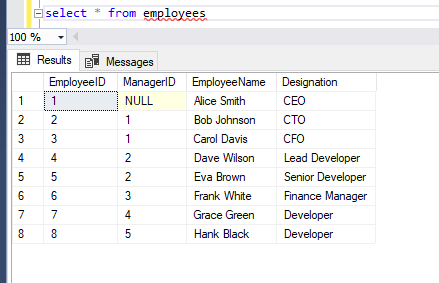 select * from employees
100 %
Results Messages
EmployeeID ManagerID EmployeeName Designation
1 1 NULL Alice Smith CEO
2 2 1 Bob Johnson CTO
3 3 1 Carol Davis CFO
4 4 2 Dave Wilson Lead Developer
5 5 2 Eva Brown Senior Developer
6 6 3 Frank White Finance Manager
7 7 4 Grace Green Developer
8 8 5 Hank Black Developer